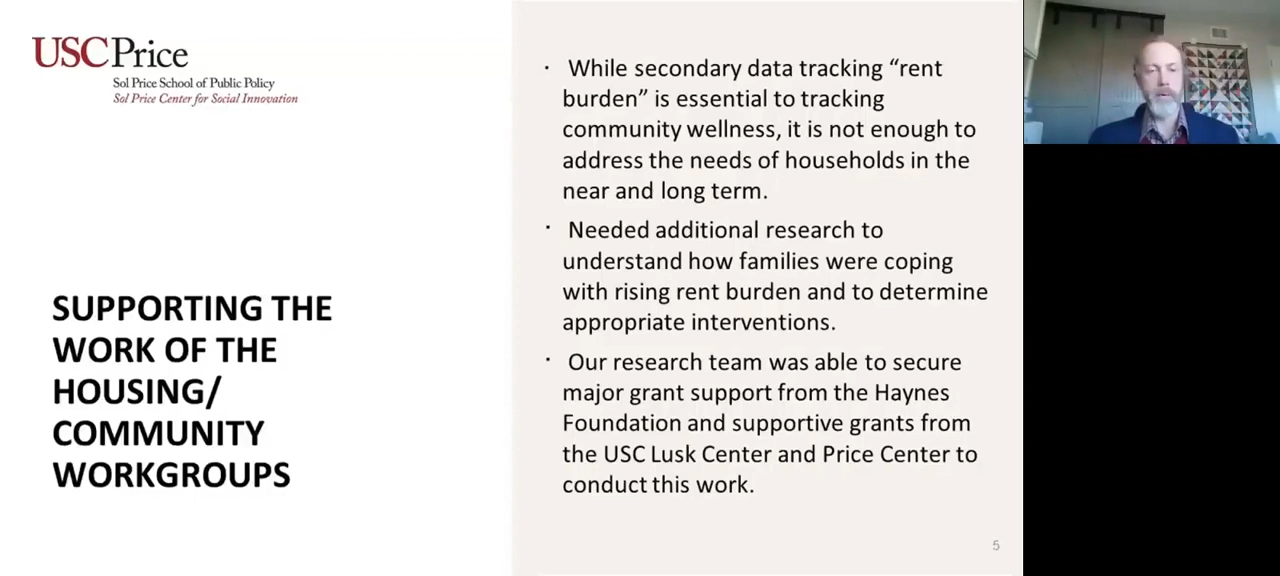 USCPrice
Sol Price School of Public Policy
Sol Price Center for Social Innovation
SUPPORTING THE
WORK OF THE
HOUSING/
COMMUNITY
WORKGROUPS
· While secondary data tracking “rent
burden” is essential to tracking
community wellness, it is not enough to
address the needs of households in the
near and long term.
· Needed additional research to
understand how families were coping
with rising rent burden and to determine
appropriate interventions.
· Our research team was able to secure
major grant support from the Haynes
Foundation and supportive grants from
the USC Lusk Center and Price Center to
conduct this work.
5